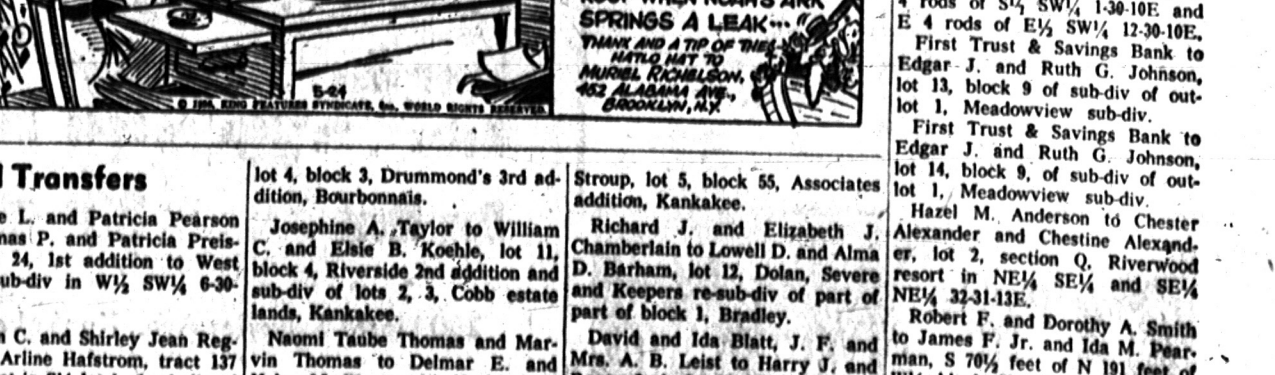 SPRINGS A LEAK...
THANK AND A TIP OF THE
HATLO HAT TO
MURIEL RICHELSON,
462 ALABAMA AVE.,
BROOKLYN, N.Y.
5-24
KING FEATURES SYNDICATE, Inc., WORLD RIGHTS RESERVED.
Transfers
L. and Patricia Pearson
P. and Patricia Preis-
24, 1st addition to West
W½ SW¼ 6-30-
C. and Shirley Jean Reg-
Arline Hafstrom, tract 137
lot 4, block 3, Drummond's 3rd ad-
dition, Bourbonnais.
Josephine A. Taylor to William
C. and Elsie B. Koehle, lot 11,
block 4, Riverside 2nd addition and
sub-div of lots 2, 3, Cobb estate
lands, Kankakee.
Naomi Taube Thomas and Mar-
vin Thomas to Delmar E. and
Stroup, lot 5, block 55, Associates
addition, Kankakee.
Richard J. and Elizabeth J.
Chamberlain to Lowell D. and Alma
D. Barham, lot 12, Dolan, Severe
and Keepers re-sub-div of part of
part of block 1, Bradley.
David and Ida Blatt, J. F. and
Mrs. A. B. Leist to Harry J. and
4 rods of S½ SW¼ 1-30-10E and
E 4 rods of E½ SW¼ 12-30-10E,
First Trust & Savings Bank to
Edgar J. and Ruth G. Johnson,
lot 13, block 9 of sub-div of out-
lot 1, Meadowview sub-div.
First Trust & Savings Bank to
Edgar J. and Ruth G. Johnson,
lot 14, block 9, of sub-div of out-
lot 1, Meadowview sub-div.
Hazel M. Anderson to Chester
Alexander and Chestine Alexand-
er, lot 2, section Q, Riverwood
resort in NE¼ SE¼ and SE¼
NE¼ 32-31-13E.
Robert F. and Dorothy A. Smith
to James F. Jr. and Ida M. Pear-
man, S 70½ feet of N 191 feet of